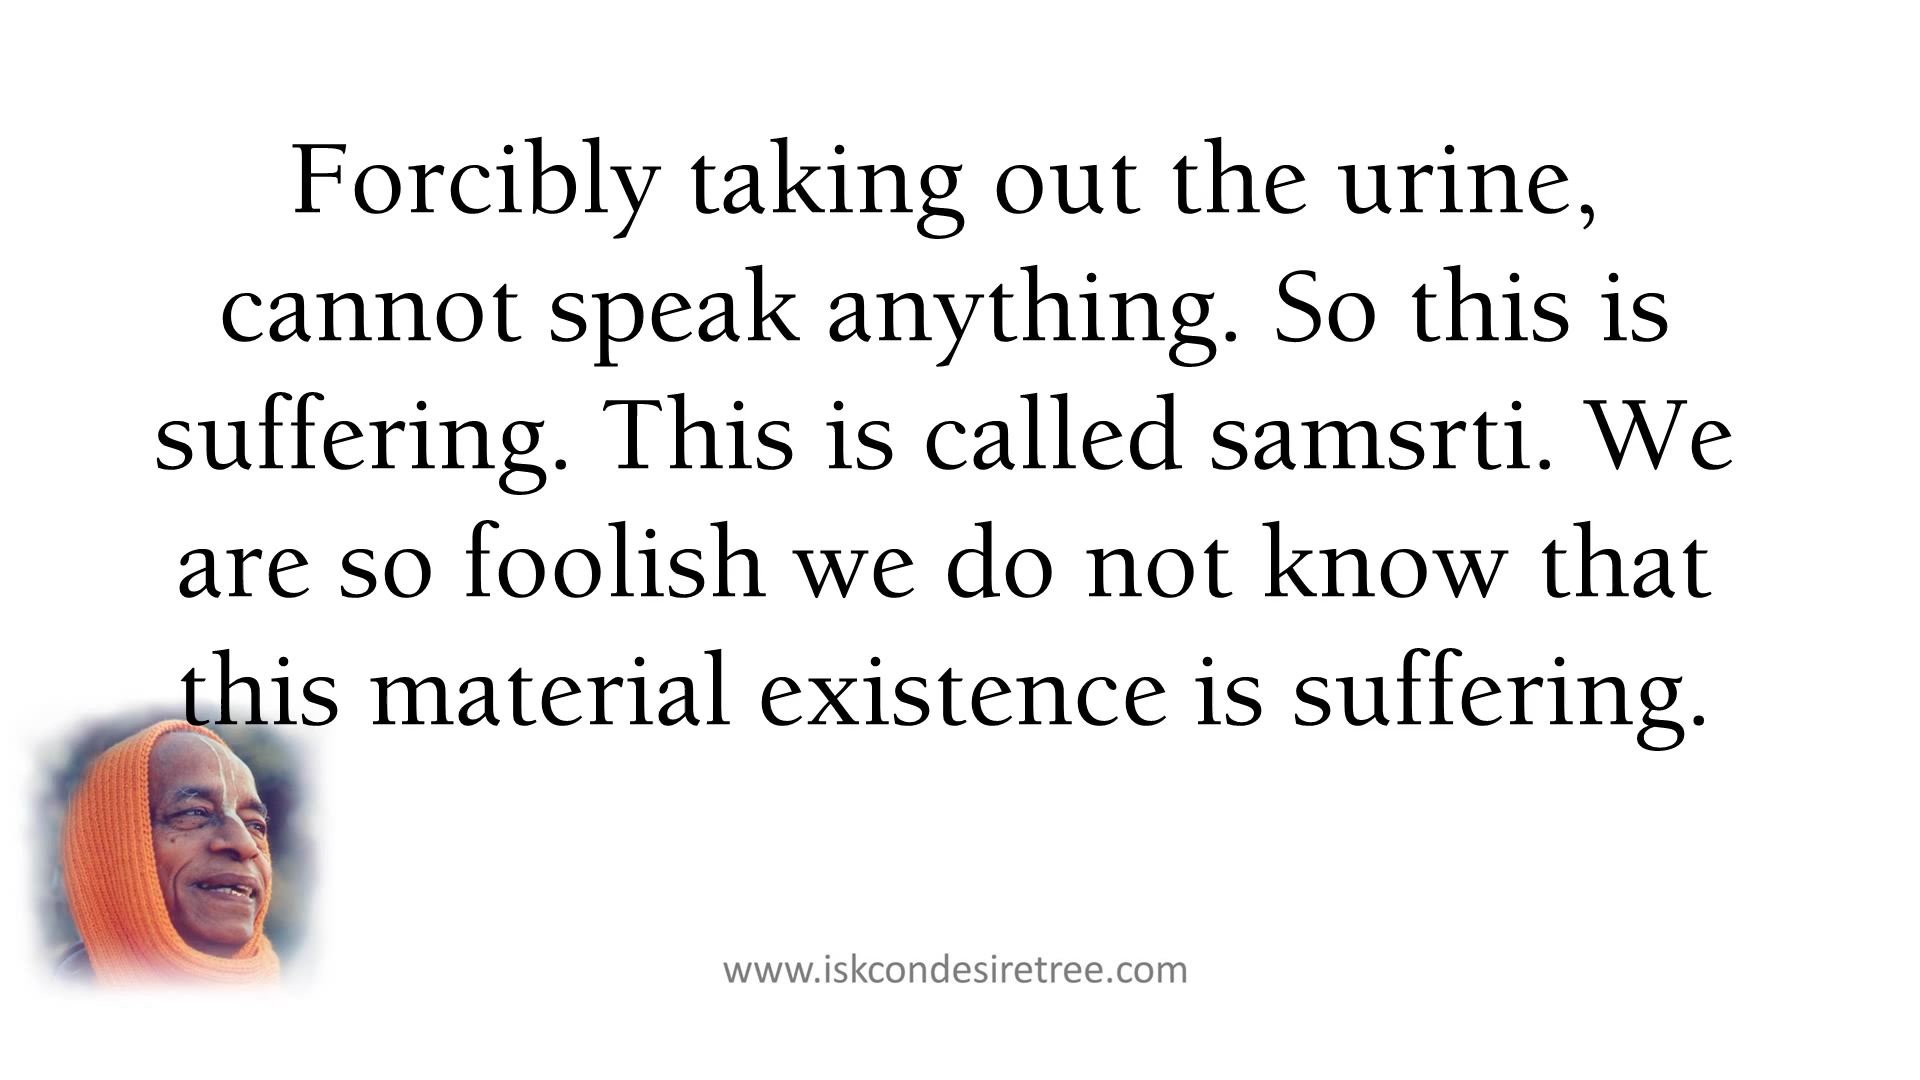 Forcibly taking out the urine,
cannot speak anything. So this is
suffering. This is called samsrti. We
are so foolish we do not know that
this material existence is suffering.
www.iskcondesiretree.com